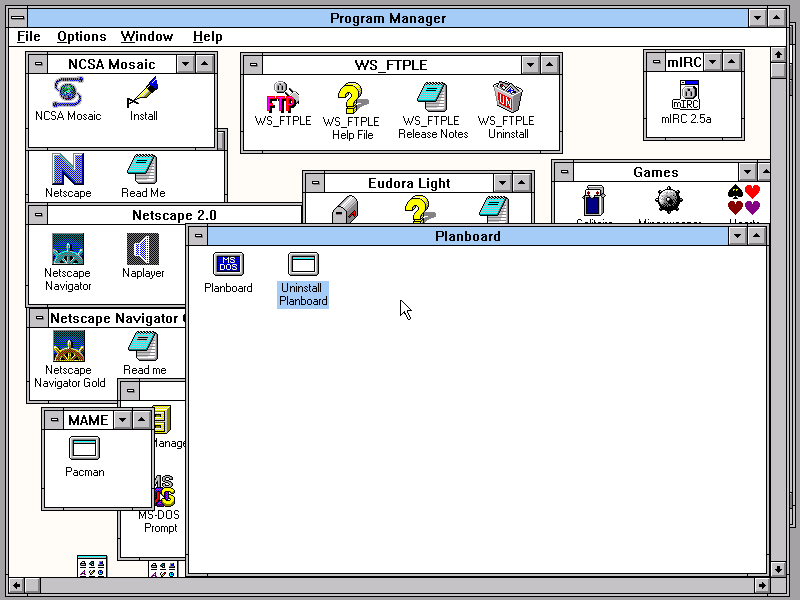 Program Manager
File Options Window Help
NCSA Mosaic
NCSA Mosaic
Install
WS_FTPLE
FTP
WS_FTPLE
WS_FTPLE
Help File
WS_FTPLE
Release Notes
WS_FTPLE
Uninstall
mIRC
mIRC
mIRC 2.5a
N
Netscape
Read Me
Eudora Light
Games
Netscape 2.0
Netscape
Navigator
Naplayer
Planboard
MS
DOS
Planboard
Uninstall
Planboard
Netscape Navigator
Netscape
Navigator Gold
Read me
MAME
Pacman
MS-DOS
Prompt